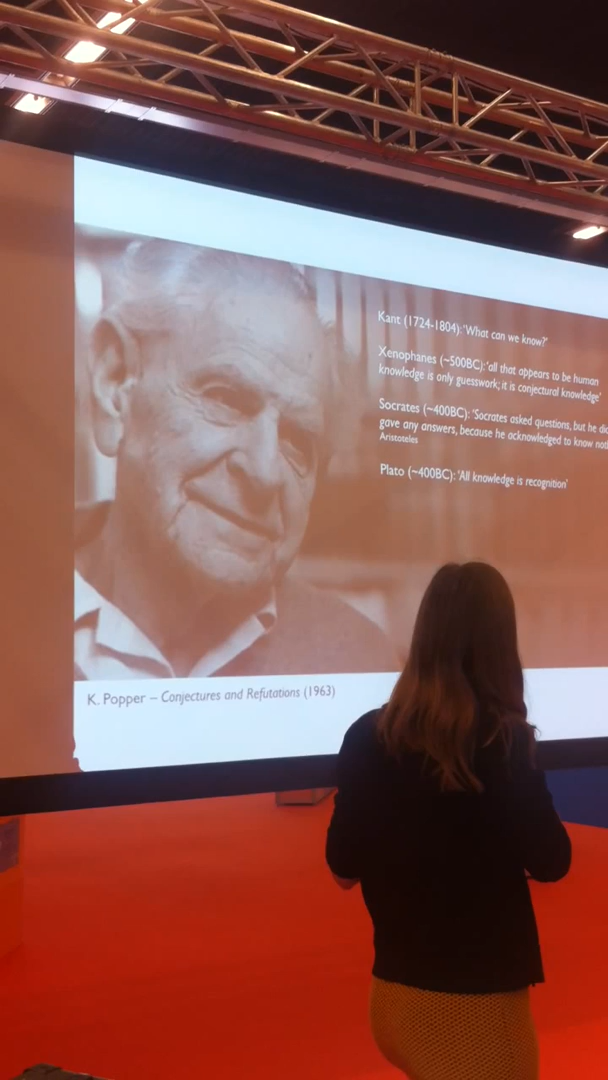 Kant (1724-1804): 'What can we know?'
Xenophanes (~500BC): 'all that appears to be human
knowledge is only guesswork; it is conjectural knowledge'
Socrates (~400BC): 'Socrates asked questions, but he
gave any answers, because he acknowledged to know
Aristoteles
Plato (~400BC): 'All knowledge is recognition'
K. Popper – Conjectures and Refutations (1963)